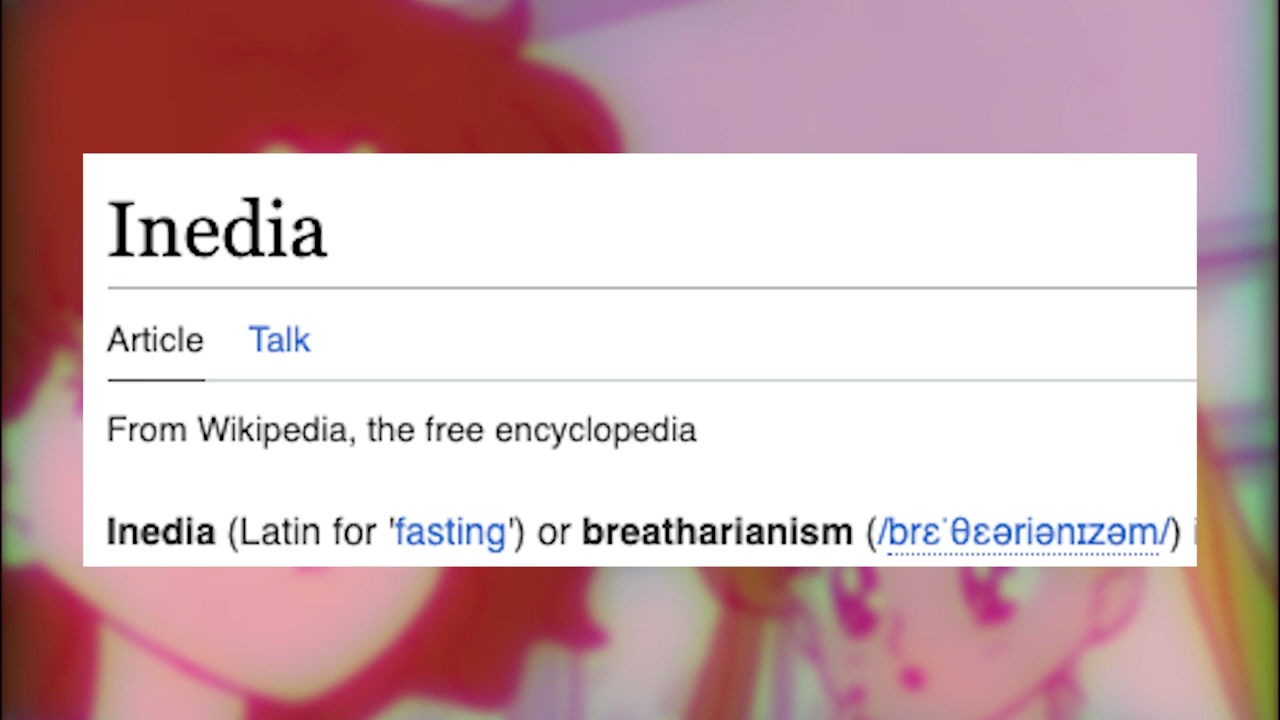 Inedia
Article Talk
From Wikipedia, the free encyclopedia
Inedia (Latin for 'fasting') or breatharianism (/brɛˈθɛəriənɪzəm/)